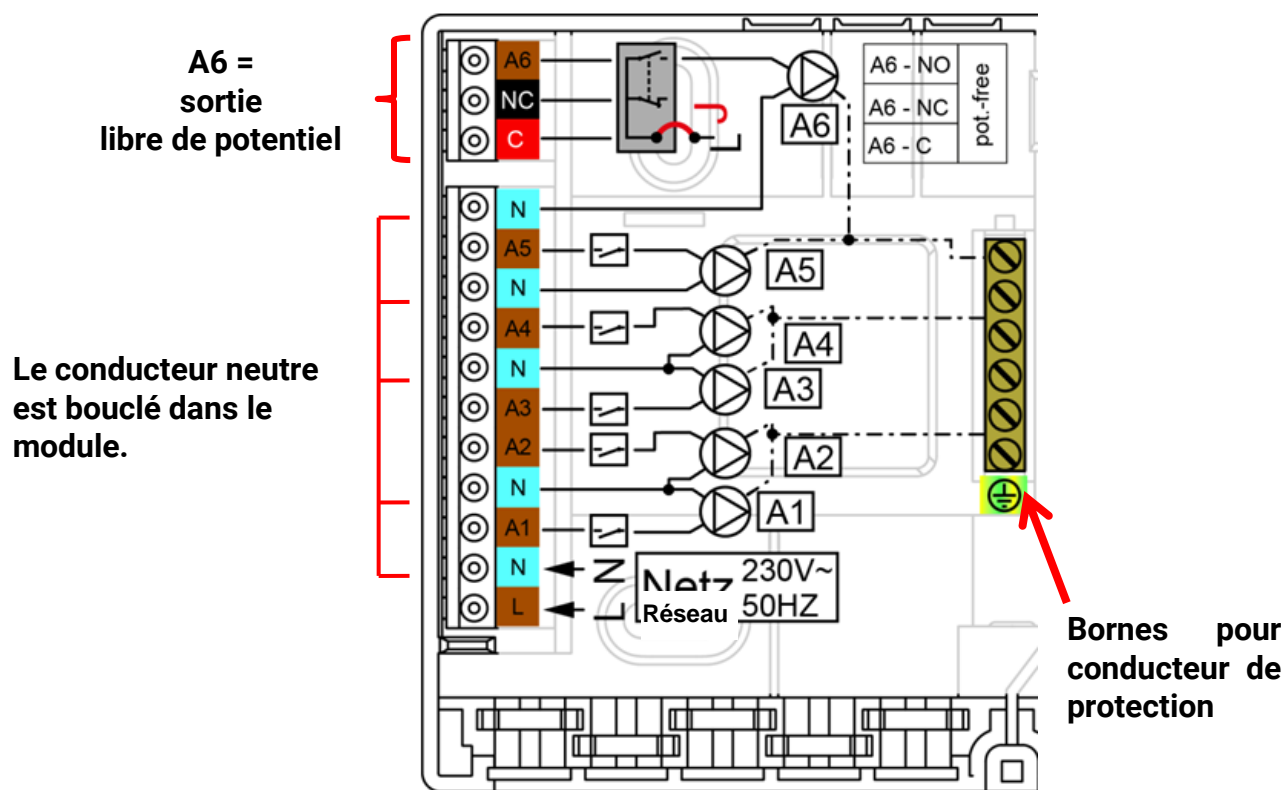 A6 =
sortie
libre de potentiel
A6
NC
C
L
J
A6
A6 - NO
A6 - NC
A6 - C
pot.-free
N
A5
N
A4
N
A3
A2
N
A1
N
L
A5
A4
A3
A2
A1
Le conducteur neutre
est bouclé dans le
module.
N
L
Netz 230V~
Réseau 50HZ
Bornes pour
conducteur de
protection